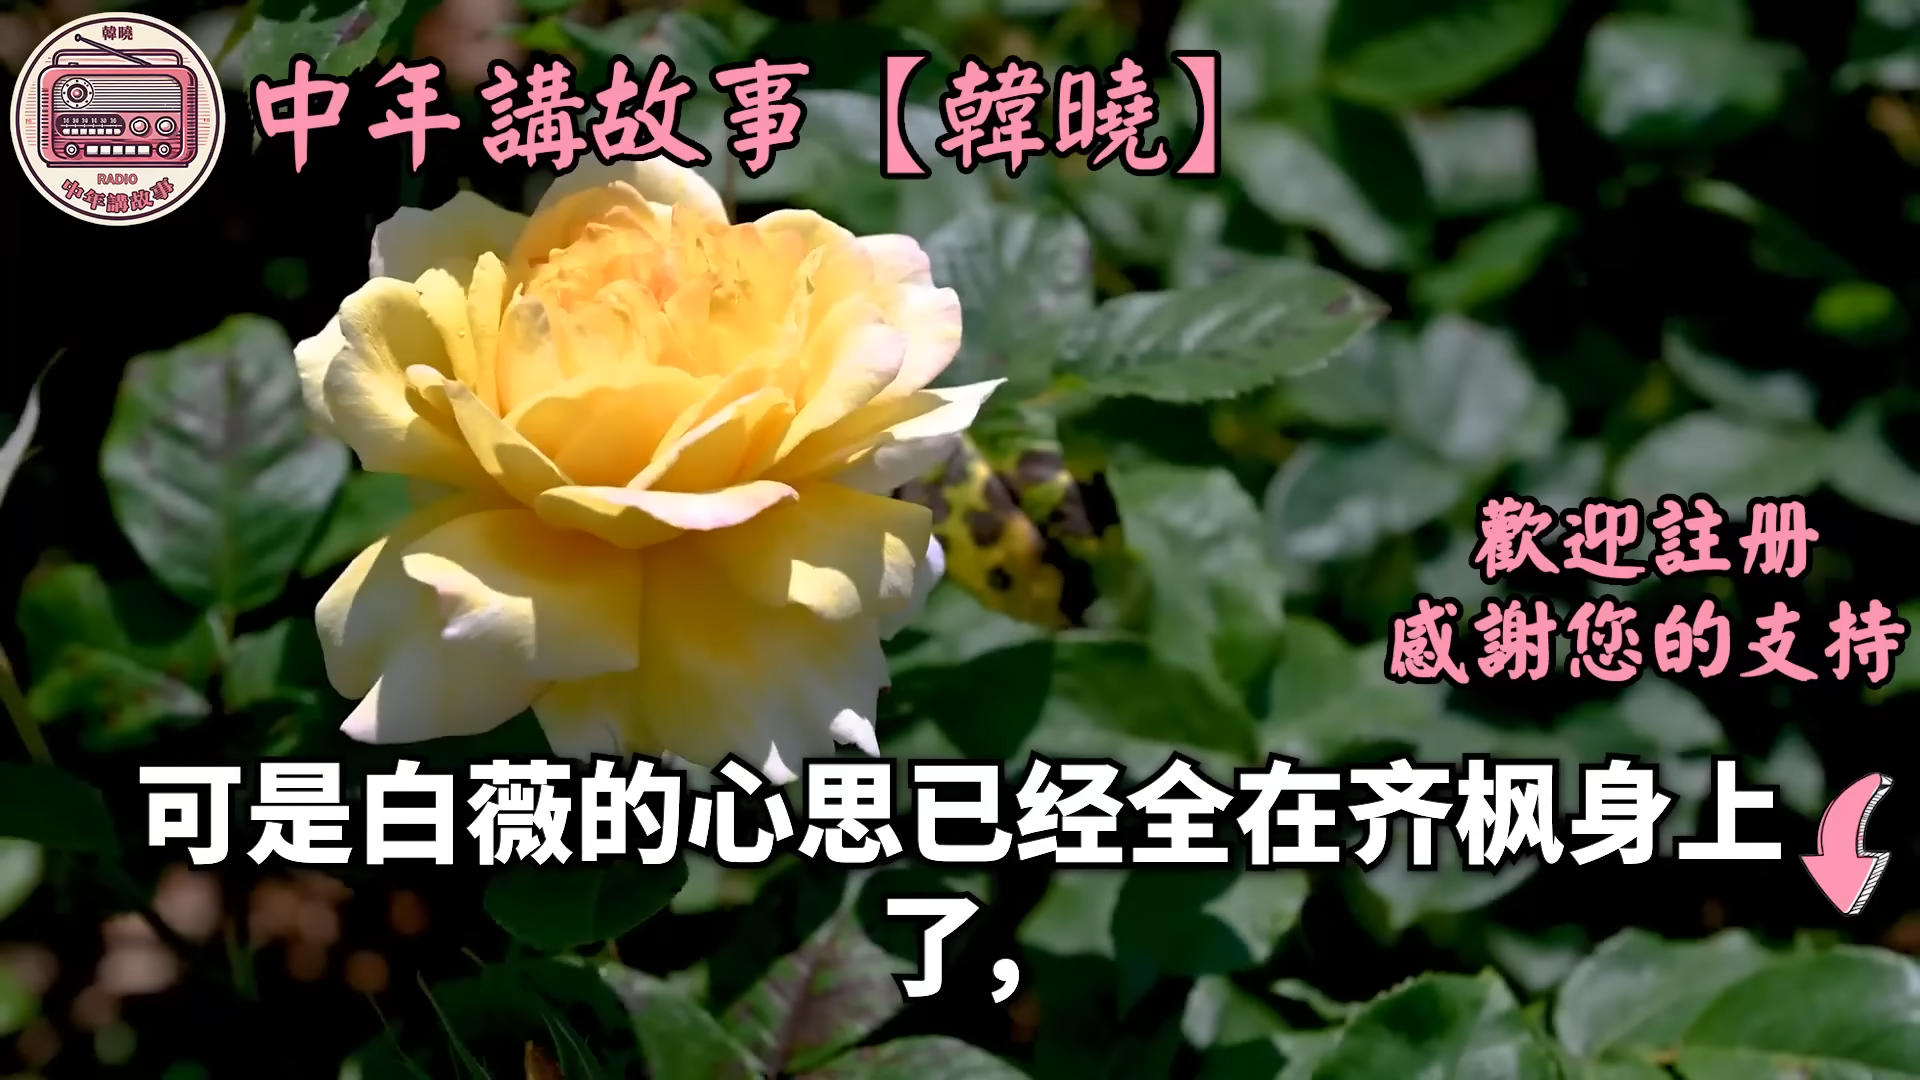 韓曉
RADIO
中年講故事
中年講故事【韓曉】
歡迎註册
感謝您的支持
可是白薇的心思已经全在齐枫身上
了,